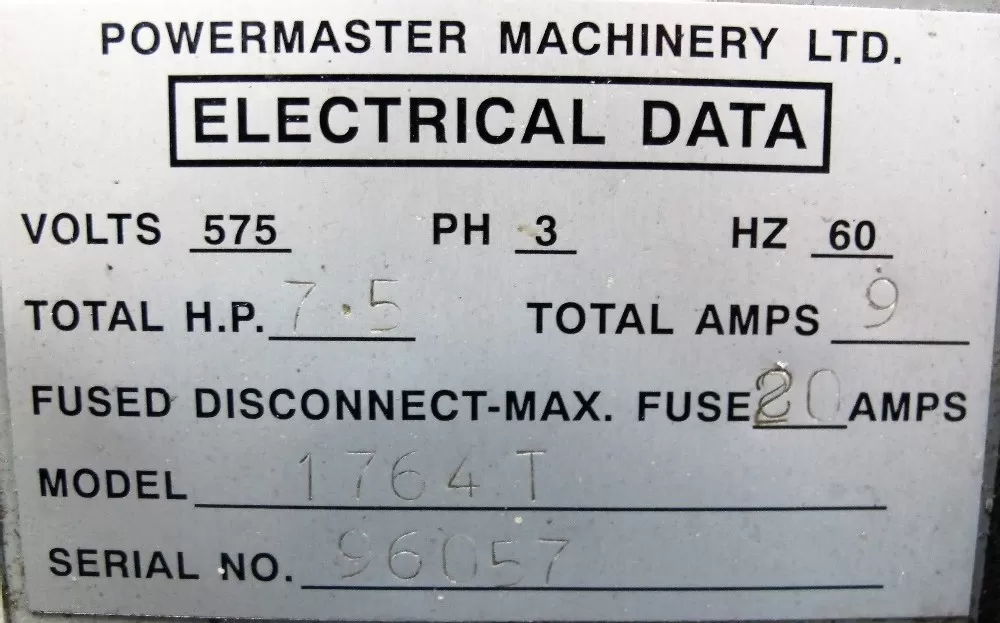 POWERMASTER MACHINERY LTD.
ELECTRICAL DATA
VOLTS 575 PH 3 HZ 60
TOTAL H.P. 7.5 TOTAL AMPS 9
FUSED DISCONNECT-MAX. FUSE 20 AMPS
MODEL 1764T
SERIAL NO. 96057